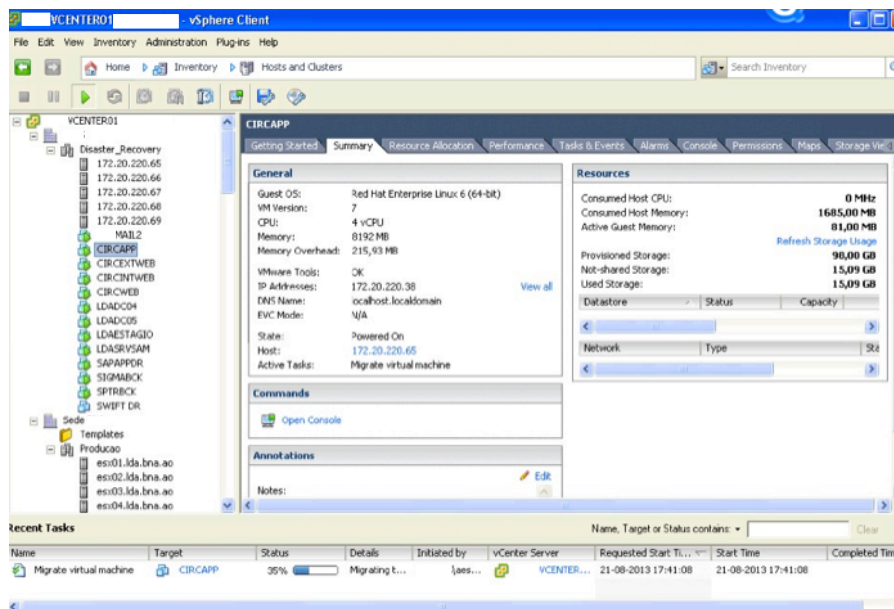 VCENTER01 - vSphere Client
File Edit View Inventory Administration Plug-ins Help
Home Inventory Hosts and Clusters Search Inventory
VCENTER01
Disaster_Recovery
172.20.220.65
172.20.220.66
172.20.220.67
172.20.220.68
172.20.220.69
MAIL2
CIRCAPP
CIRCEXTWEB
CIRCINTWEB
CIRCWEB
LDADC04
LDADC05
LDAESTAGIO
LDASRVSAM
SAPAPPDR
SIGMABCK
SPTRBCK
SWIFT DR
Sede
Templates
Producao
esx01.lda.bna.ao
esx02.lda.bna.ao
esx03.lda.bna.ao
esx04.lda.bna.ao
CIRCAPP
Getting Started Summary Resource Allocation Performance Tasks & Events Alarms Console Permissions Maps Storage Vie
General
Guest OS: Red Hat Enterprise Linux 6 (64-bit)
VM Version: 7
CPU: 4 vCPU
Memory: 8192 MB
Memory Overhead: 215,93 MB
VMware Tools: OK
IP Addresses: 172.20.220.38 View all
DNS Name: localhost.localdomain
EVC Mode: N/A
State: Powered On
Host: 172.20.220.65
Active Tasks: Migrate virtual machine
Commands
Open Console
Annotations
Edit
Notes:
Resources
Consumed Host CPU: 0 MHz
Consumed Host Memory: 1685,00 MB
Active Guest Memory: 81,00 MB
Refresh Storage Usage
Provisioned Storage: 98,00 GB
Not-shared Storage: 15,09 GB
Used Storage: 15,09 GB
Datastore Status Capacity
Network Type Sta
Recent Tasks Name, Target or Status contains: Clear
Name Target Status Details Initiated by vCenter Server Requested Start Ti... Start Time Completed Tim
Migrate virtual machine CIRCAPP 35% Migrating t... \aes... VCENTER... 21-08-2013 17:41:08 21-08-2013 17:41:08